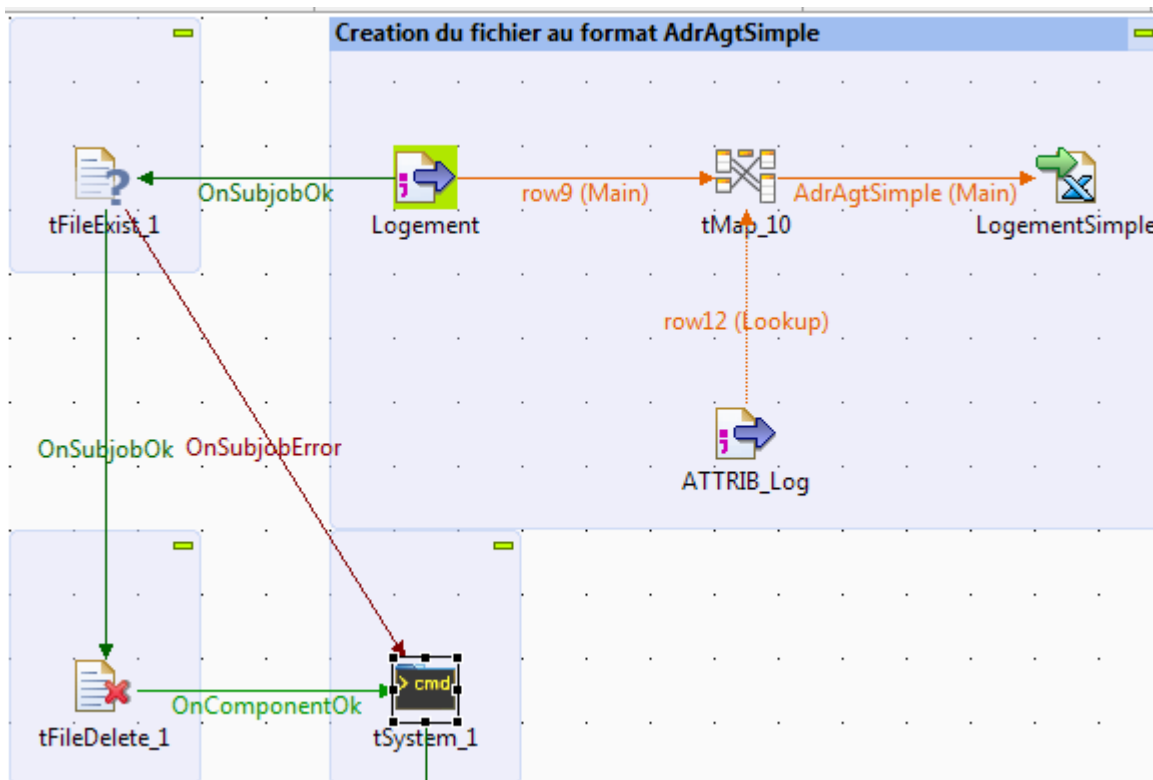 Creation du fichier au format AdrAgtSimple
OnSubjobOk
row9 (Main)
AdrAgtSimple (Main)
tFileExist_1
Logement
tMap_10
LogementSimple
row12 (Lookup)
OnSubjobOk
OnSubjobError
ATTRIB_Log
> cmd
OnComponentOk
tFileDelete_1
tSystem_1